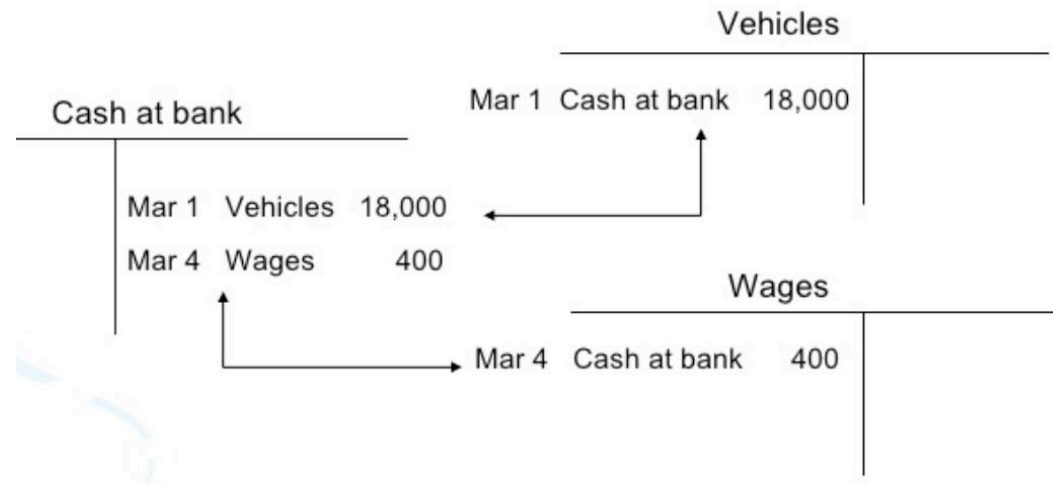 Vehicles
Mar 1 Cash at bank 18,000
Cash at bank
Mar 1 Vehicles 18,000
Mar 4 Wages 400
Wages
Mar 4 Cash at bank 400